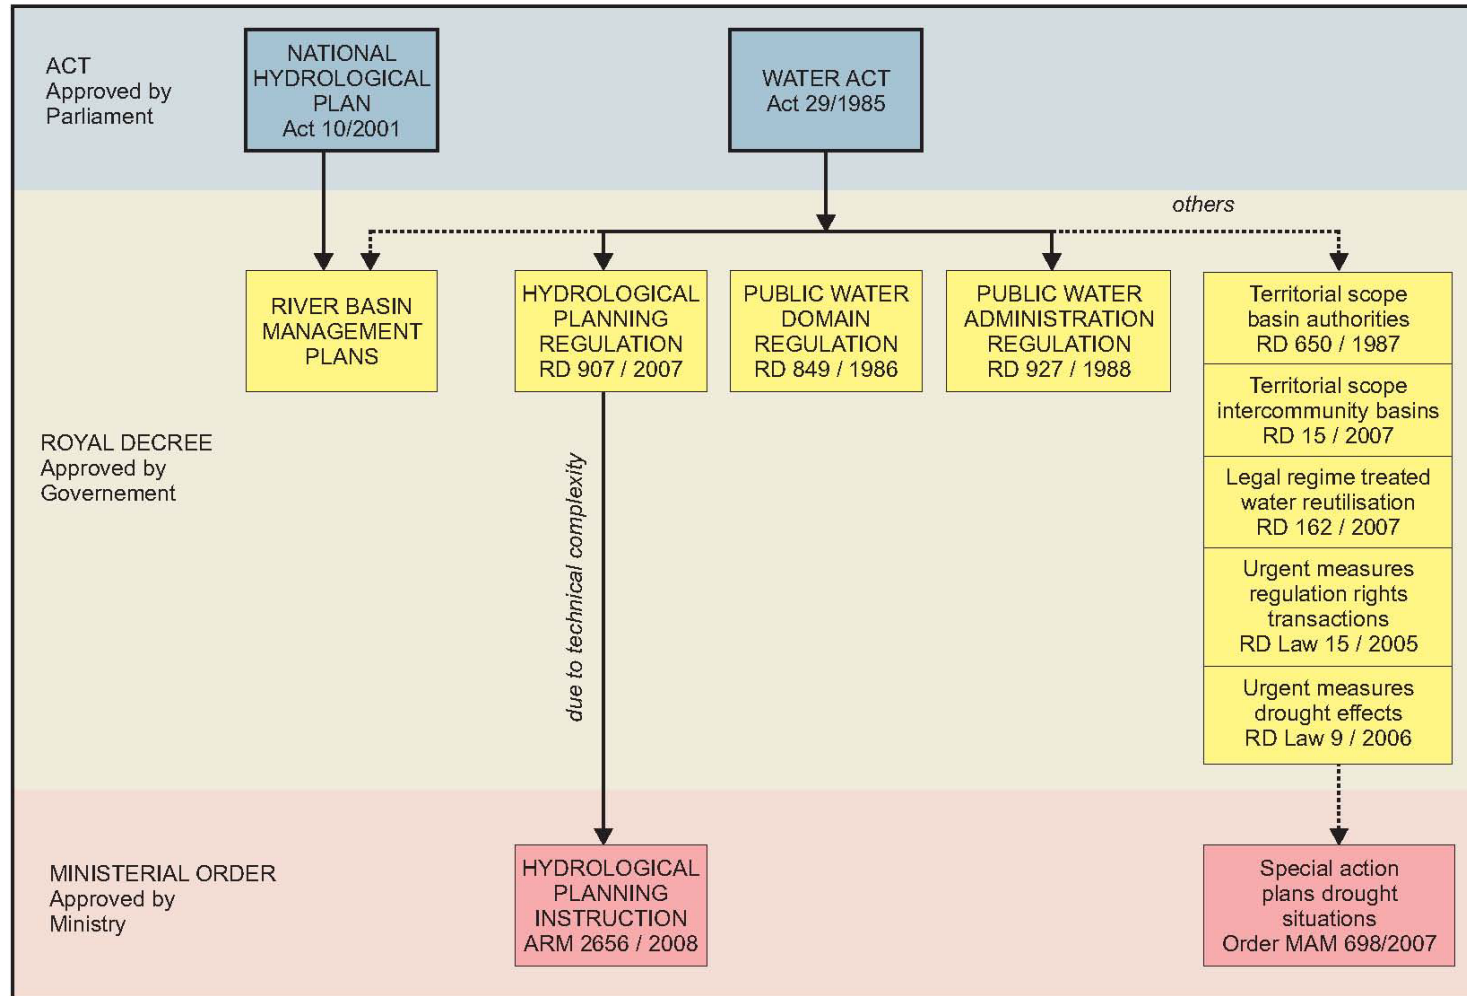 ACT
Approved by
Parliament
NATIONAL
HYDROLOGICAL
PLAN
Act 10/2001
WATER ACT
Act 29/1985
others
ROYAL DECREE
Approved by
Governement
RIVER BASIN
MANAGEMENT
PLANS
HYDROLOGICAL
PLANNING
REGULATION
RD 907 / 2007
PUBLIC WATER
DOMAIN
REGULATION
RD 849 / 1986
PUBLIC WATER
ADMINISTRATION
REGULATION
RD 927 / 1988
Territorial scope
basin authorities
RD 650 / 1987
Territorial scope
intercommunity basins
RD 15 / 2007
Legal regime treated
water reutilisation
RD 162 / 2007
Urgent measures
regulation rights
transactions
RD Law 15 / 2005
Urgent measures
drought effects
RD Law 9 / 2006
due to technical complexity
MINISTERIAL ORDER
Approved by
Ministry
HYDROLOGICAL
PLANNING
INSTRUCTION
ARM 2656 / 2008
Special action
plans drought
situations
Order MAM 698/2007